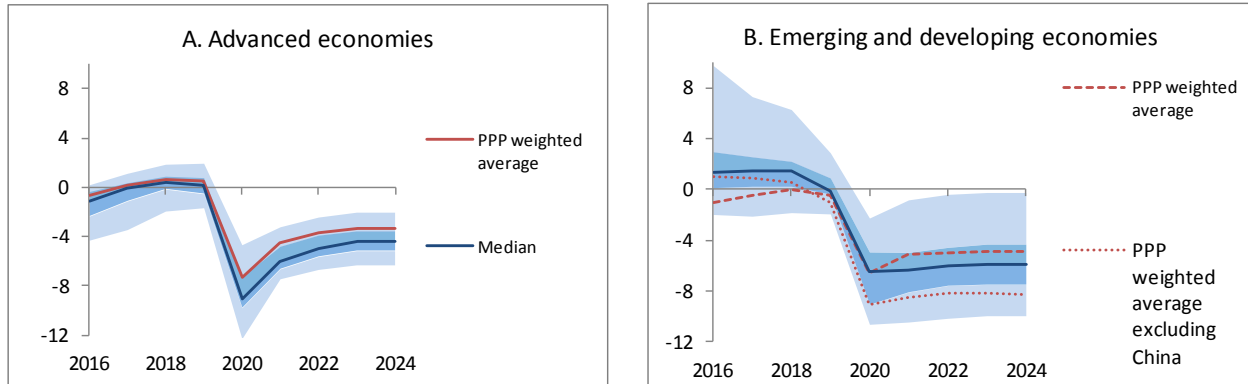 A. Advanced economies
8
4
0
-4
-8
-12
2016 2018 2020 2022 2024
PPP weighted
average
Median
B. Emerging and developing economies
8
4
0
-4
-8
-12
2016 2018 2020 2022 2024
PPP weighted
average
PPP
weighted
average
excluding
China